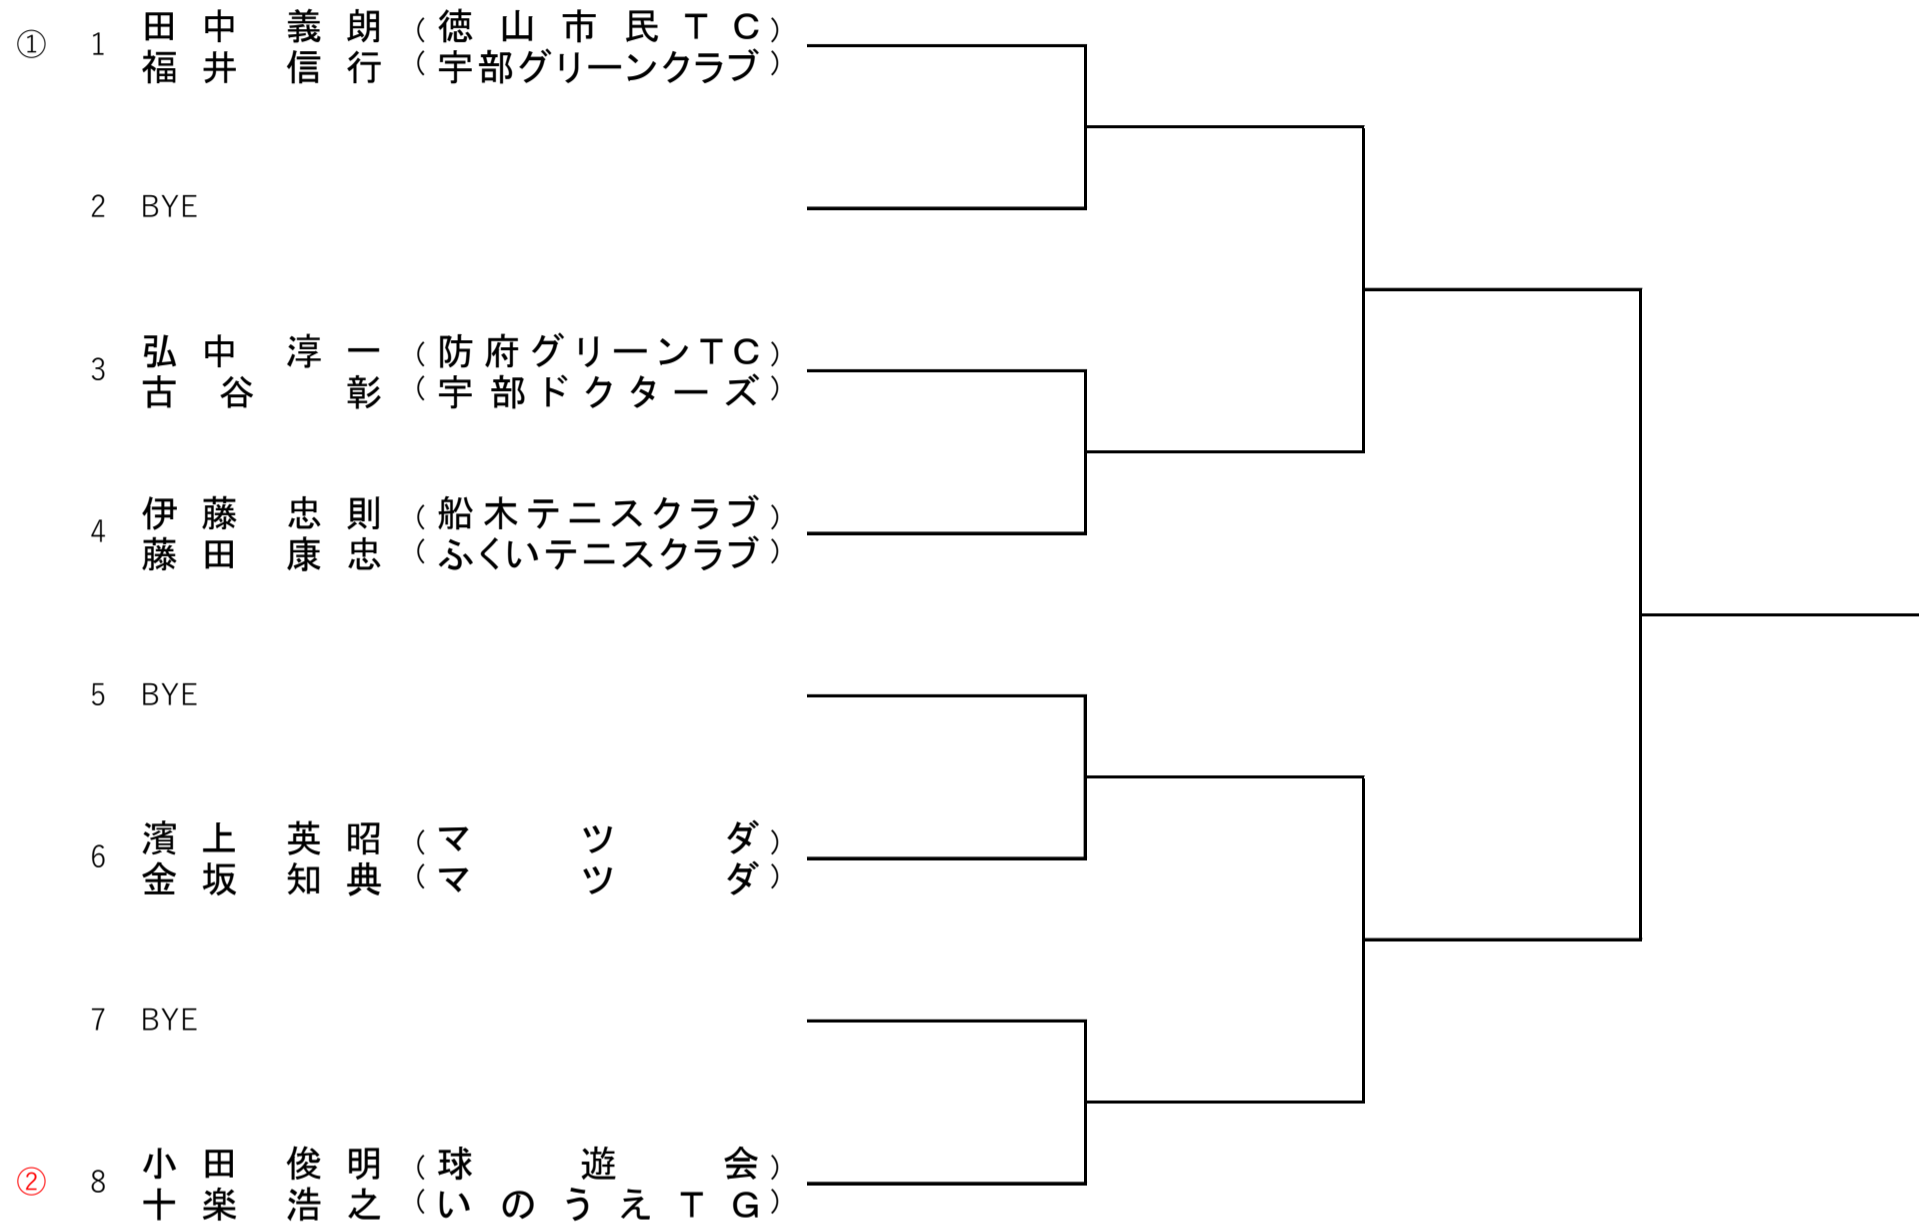 ① 1 田中 義朗 (徳山市民TC)
福井 信行 (宇部グリーンクラブ)
2 BYE
3 弘中 淳一 (防府グリーンTC)
古谷 彰 (宇部ドクターズ)
4 伊藤 忠則 (船木テニスクラブ)
藤田 康忠 (ふくいテニスクラブ)
5 BYE
6 濱上 英昭 (マツダ)
金坂 知典 (マツダ)
7 BYE
② 8 小田 俊明 (球遊会)
十楽 浩之 (いのうえTG)